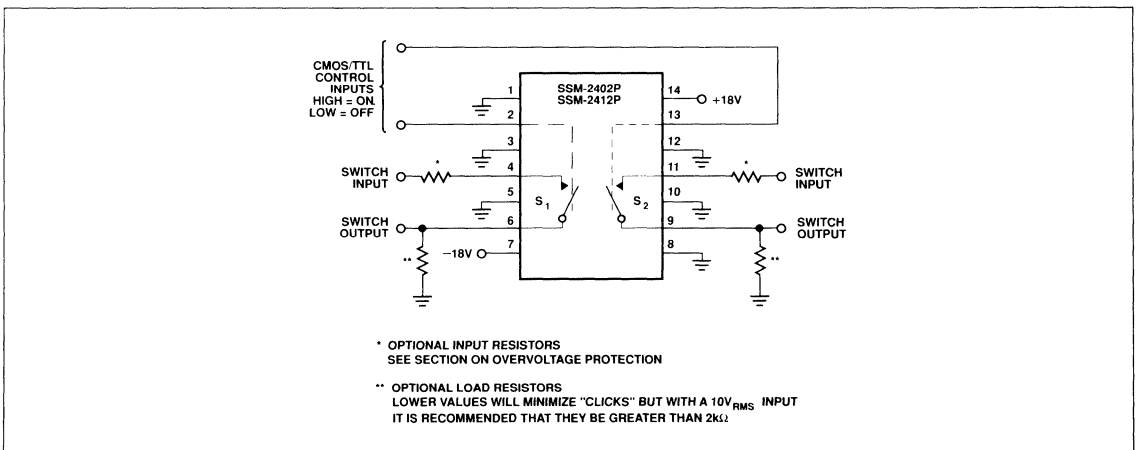 CMOS/TTL
CONTROL
INPUTS
HIGH = ON.
LOW = OFF
SSM-2402P
SSM-2412P
1
14
+18V
2
13
3
12
SWITCH
INPUT
*
4
11
*
SWITCH
INPUT
5
S1
S2
10
SWITCH
OUTPUT
6
9
SWITCH
OUTPUT
**
−18V
7
8
**
* OPTIONAL INPUT RESISTORS
SEE SECTION ON OVERVOLTAGE PROTECTION
** OPTIONAL LOAD RESISTORS
LOWER VALUES WILL MINIMIZE "CLICKS" BUT WITH A 10VRMS INPUT
IT IS RECOMMENDED THAT THEY BE GREATER THAN 2kΩ